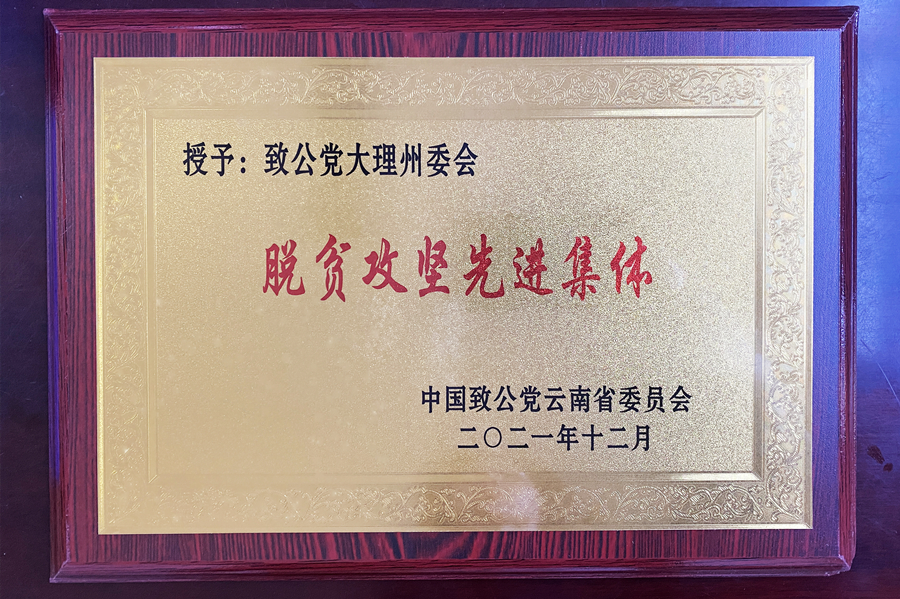 授予：致公党大理州委会
脱贫攻坚先进集体
中国致公党云南省委员会
二〇二一年十二月